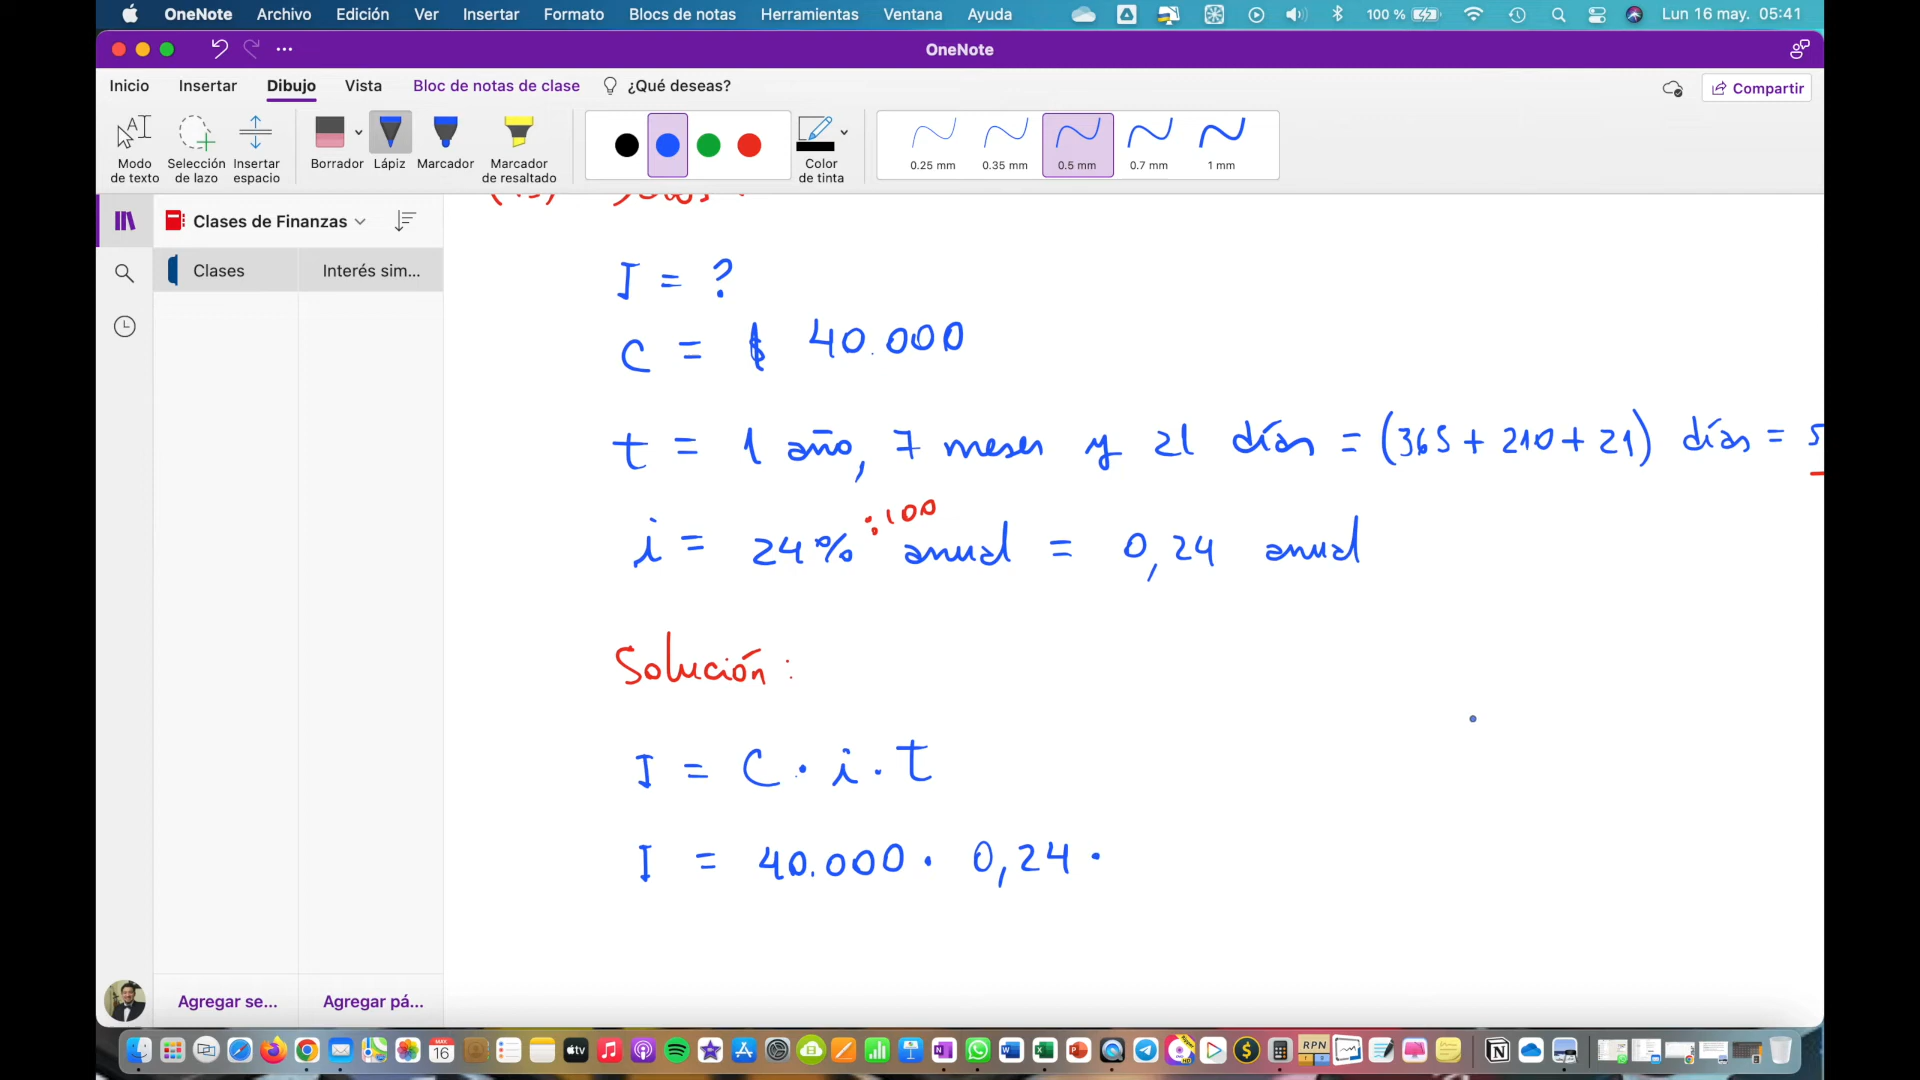 OneNote Archivo Edición Ver Insertar Formato Blocs de notas Herramientas Ventana Ayuda 100 % Lun 16 may. 05:41
OneNote
Inicio Insertar Dibujo Vista Bloc de notas de clase ¿Qué deseas? Compartir
Modo de texto
Selección de lazo
Insertar espacio
Borrador
Lápiz
Marcador
Marcador de resaltado
Color de tinta
0.25 mm 0.35 mm 0.5 mm 0.7 mm 1 mm
Clases de Finanzas
Clases Interés sim...
I = ?
C = $ 40.000
t = 1 año, 7 meses y 21 días = (365 + 210 + 21) días = 5
:100
i = 24% anual = 0,24 anual
Solución:
I = C · i · t
I = 40.000 · 0,24 ·
Agregar se... Agregar pá...
16
tv
RPN